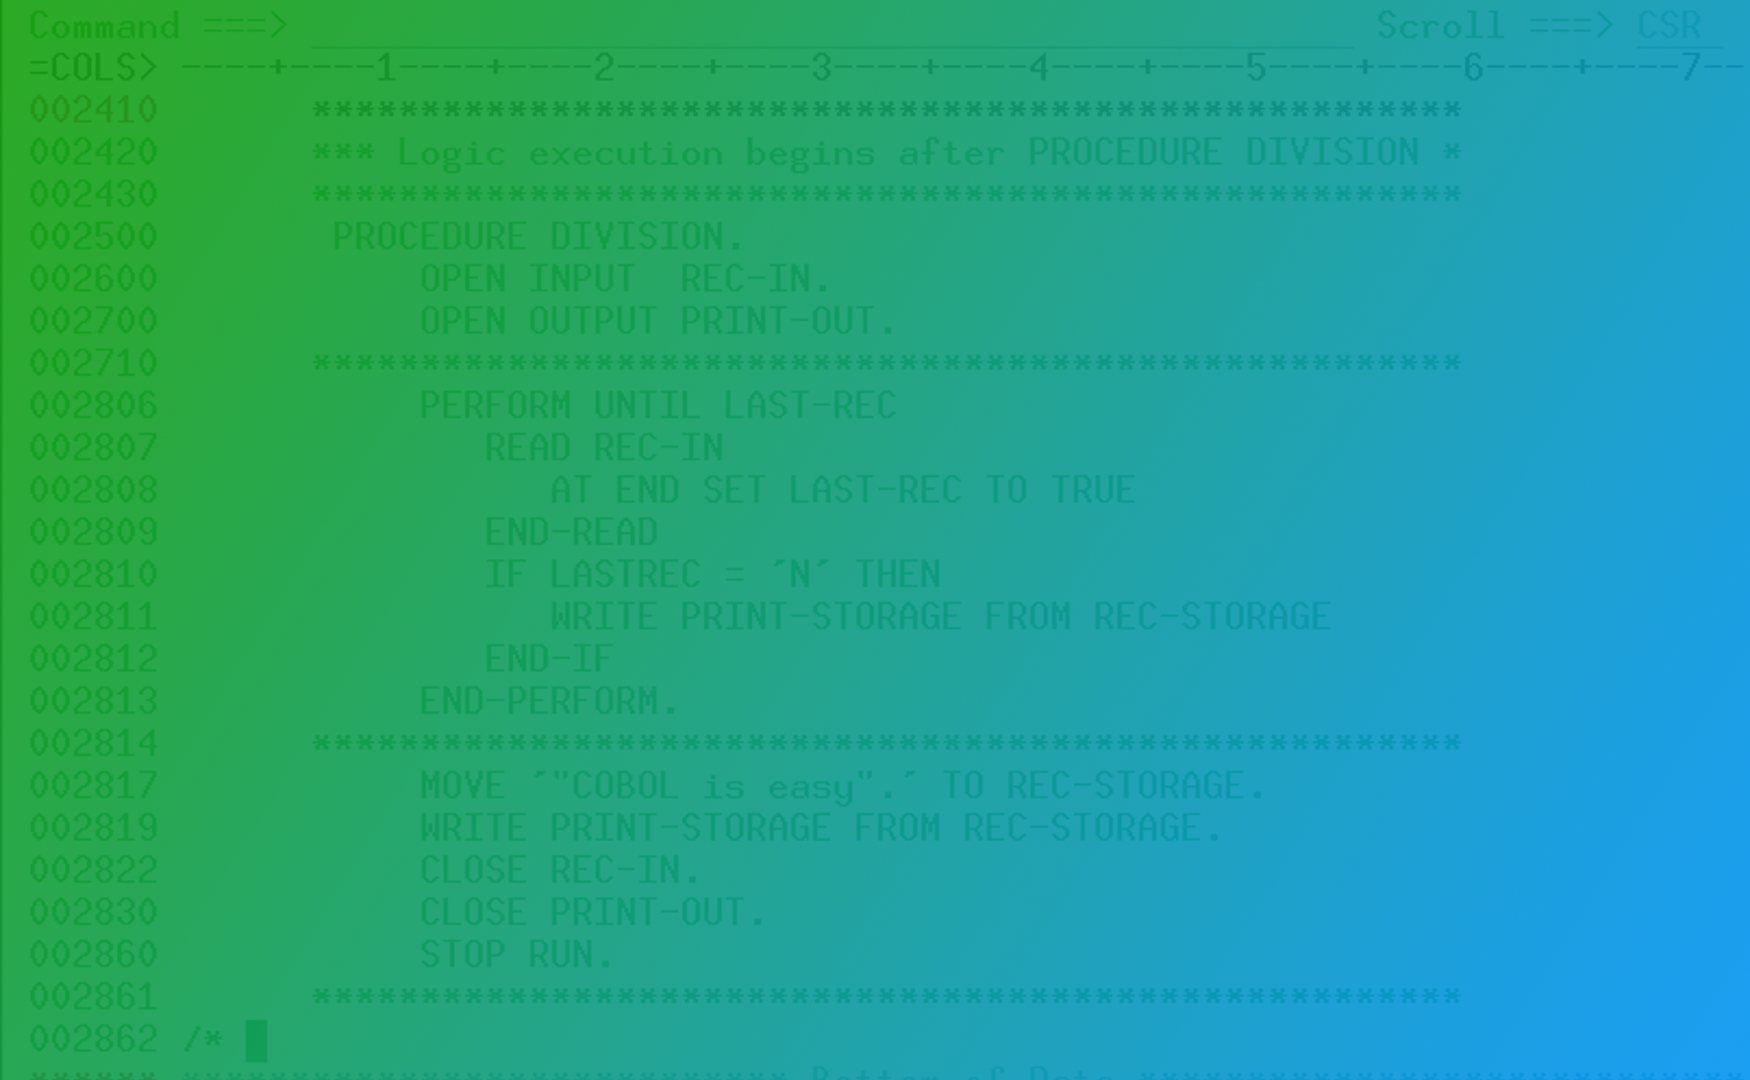 Command ===> Scroll ===> CSR
=COLS> ----+----1----+----2----+----3----+----4----+----5----+----6----+----7--
002410 *****************************************************
002420 *** Logic execution begins after PROCEDURE DIVISION *
002430 *****************************************************
002500 PROCEDURE DIVISION.
002600 OPEN INPUT  REC-IN.
002700 OPEN OUTPUT PRINT-OUT.
002710 *****************************************************
002806 PERFORM UNTIL LAST-REC
002807 READ REC-IN
002808 AT END SET LAST-REC TO TRUE
002809 END-READ
002810 IF LASTREC = ´N´ THEN
002811 WRITE PRINT-STORAGE FROM REC-STORAGE
002812 END-IF
002813 END-PERFORM.
002814 *****************************************************
002817 MOVE ´"COBOL is easy".´ TO REC-STORAGE.
002819 WRITE PRINT-STORAGE FROM REC-STORAGE.
002822 CLOSE REC-IN.
002830 CLOSE PRINT-OUT.
002860 STOP RUN.
002861 *****************************************************
002862 /*
****** **************************** Bottom of Data ****************************